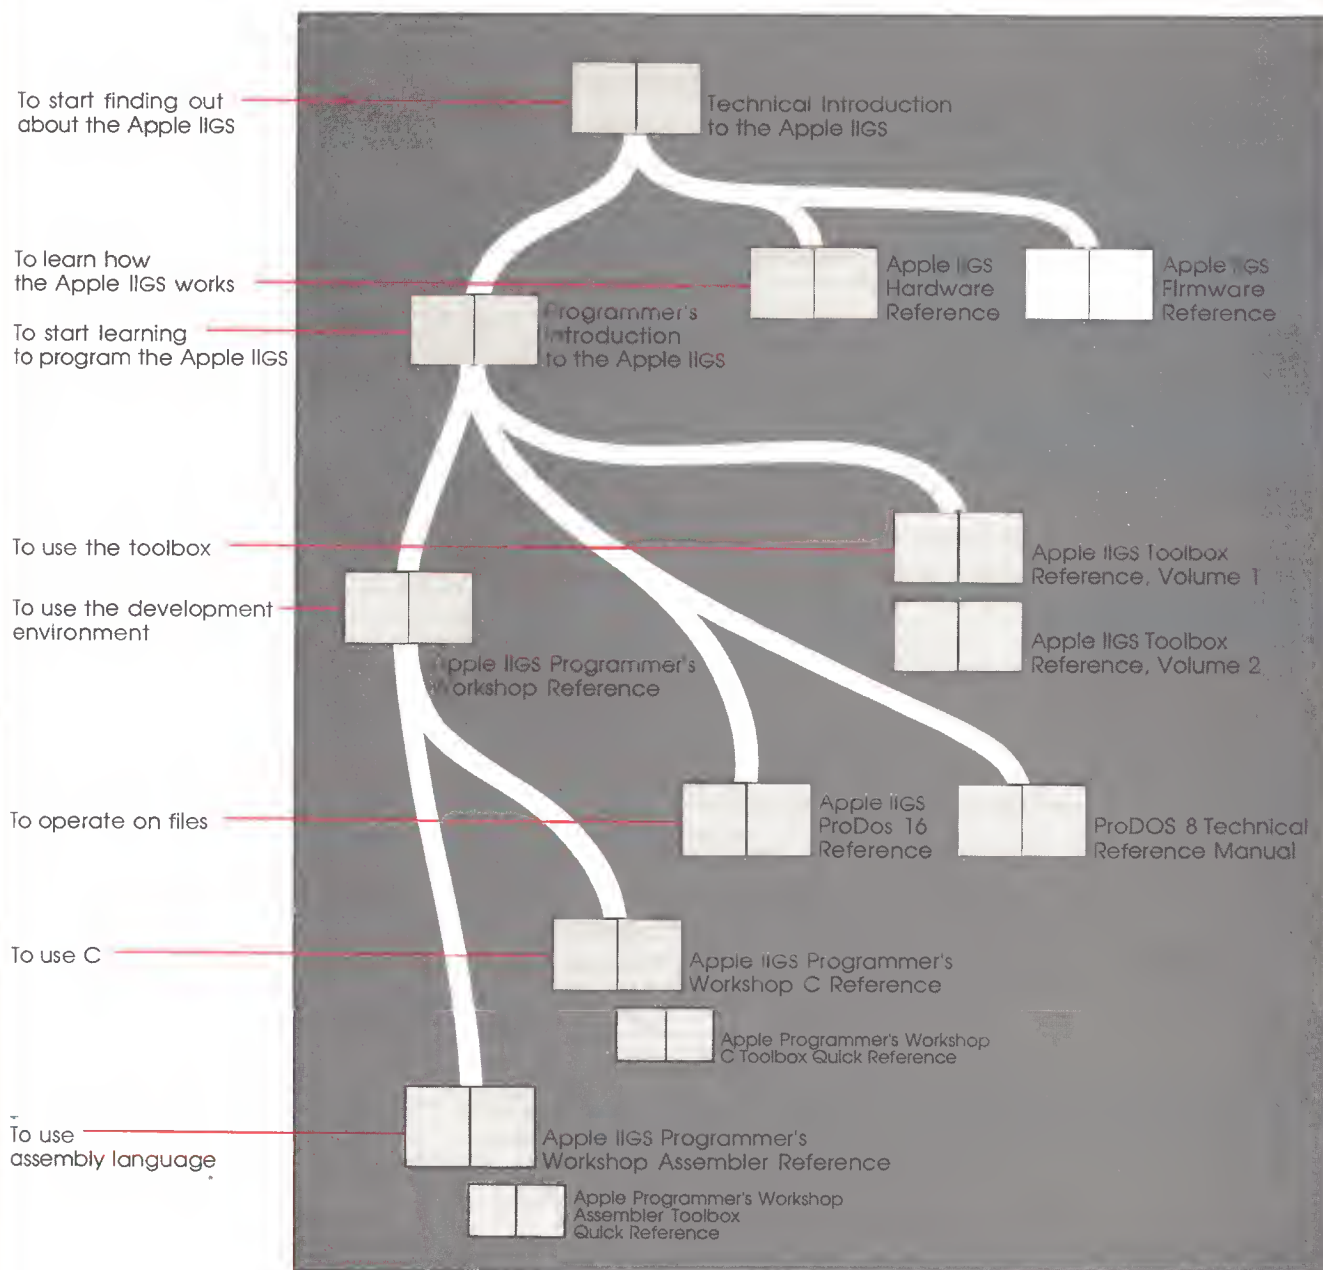 To start finding out
about the Apple IIGS
Technical Introduction
to the Apple IIGS
To learn how
the Apple IIGS works
Apple IIGS
Hardware
Reference
Apple IIGS
Firmware
Reference
To start learning
to program the Apple IIGS
Programmer's
Introduction
to the Apple IIGS
To use the toolbox
Apple IIGS Toolbox
Reference, Volume 1
To use the development
environment
Apple IIGS Toolbox
Reference, Volume 2
Apple IIGS Programmer's
Workshop Reference
To operate on files
Apple IIGS
ProDos 16
Reference
ProDOS 8 Technical
Reference Manual
To use C
Apple IIGS Programmer's
Workshop C Reference
Apple Programmer's Workshop
C Toolbox Quick Reference
To use
assembly language
Apple IIGS Programmer's
Workshop Assembler Reference
Apple Programmer's Workshop
Assembler Toolbox
Quick Reference